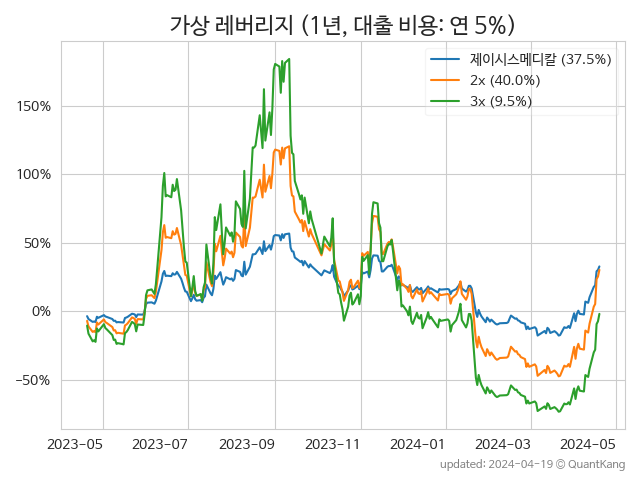 가상 레버리지 (1년, 대출 비용: 연 5%)
제이시스메디칼 (37.5%)
2x (40.0%)
3x (9.5%)
150%
100%
50%
0%
−50%
2023-05 2023-07 2023-09 2023-11 2024-01 2024-03 2024-05
updated: 2024-04-19 © QuantKang